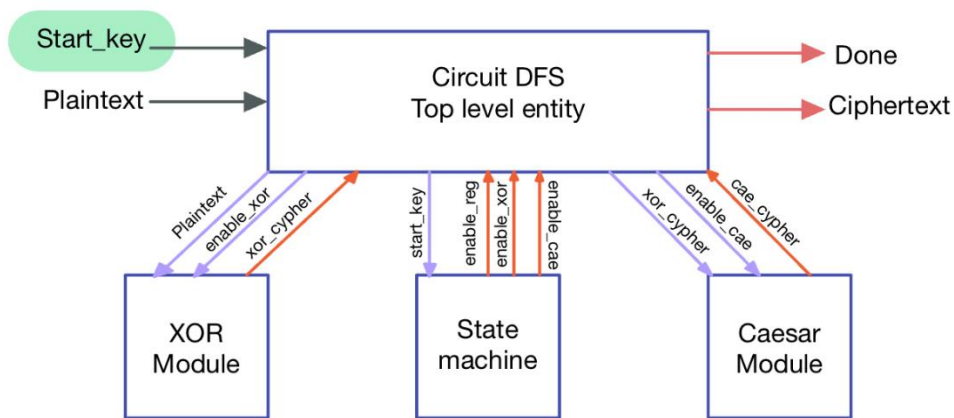 Start_key
Plaintext
Circuit DFS
Top level entity
Done
Ciphertext
Plaintext
enable_xor
xor_cypher
start_key
enable_reg
enable_xor
enable_cae
xor_cypher
enable_cae
cae_cypher
XOR
Module
State
machine
Caesar
Module